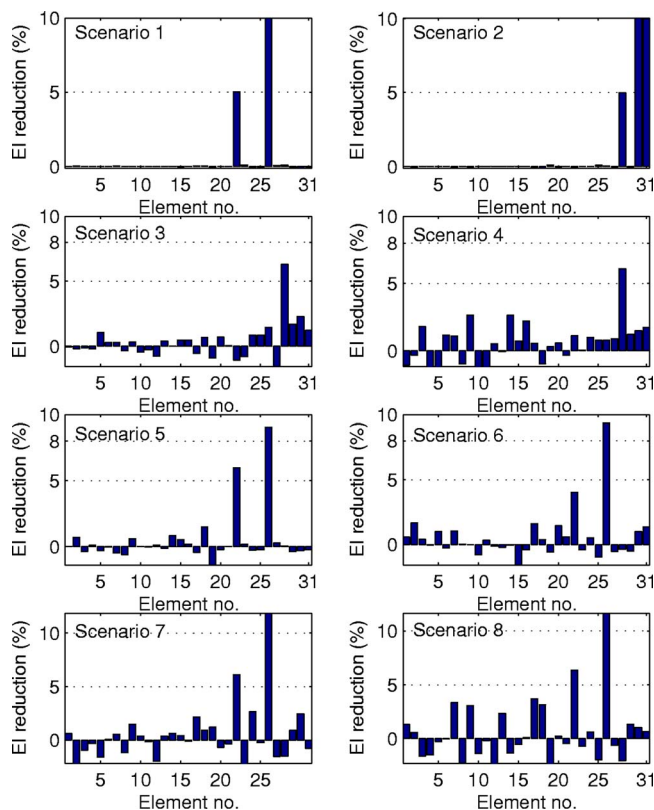 Scenario 1
EI reduction (%)
10
5
0
5 10 15 20 25 31
Element no.
Scenario 2
EI reduction (%)
10
5
0
5 10 15 20 25 31
Element no.
Scenario 3
EI reduction (%)
10
8
5
0
5 10 15 20 25 31
Element no.
Scenario 4
EI reduction (%)
10
8
5
0
5 10 15 20 25 31
Element no.
Scenario 5
EI reduction (%)
10
8
5
0
5 10 15 20 25 31
Element no.
Scenario 6
EI reduction (%)
10
8
5
0
5 10 15 20 25 31
Element no.
Scenario 7
EI reduction (%)
10
5
0
5 10 15 20 25 31
Element no.
Scenario 8
EI reduction (%)
10
5
0
5 10 15 20 25 31
Element no.